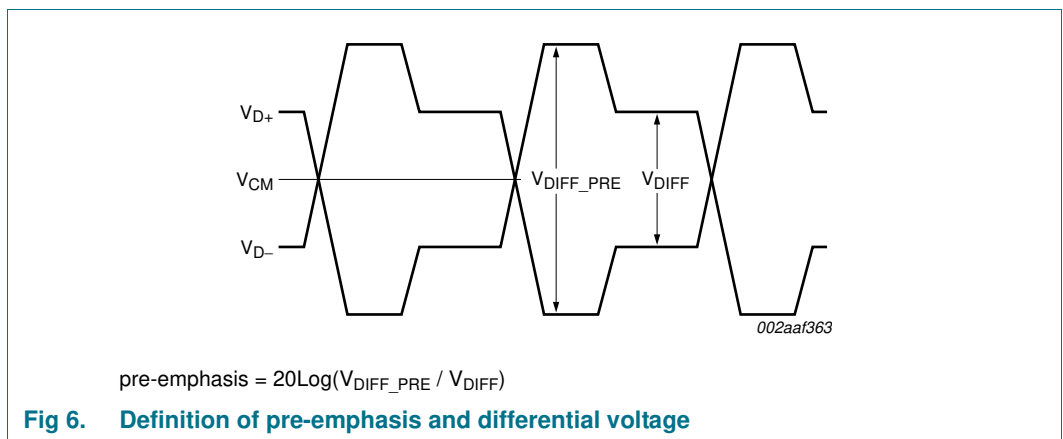 V_D+
V_CM
V_DIFF_PRE
V_DIFF
V_D–
002aaf363
pre-emphasis = 20Log(V_DIFF_PRE / V_DIFF)
Fig 6. Definition of pre-emphasis and differential voltage